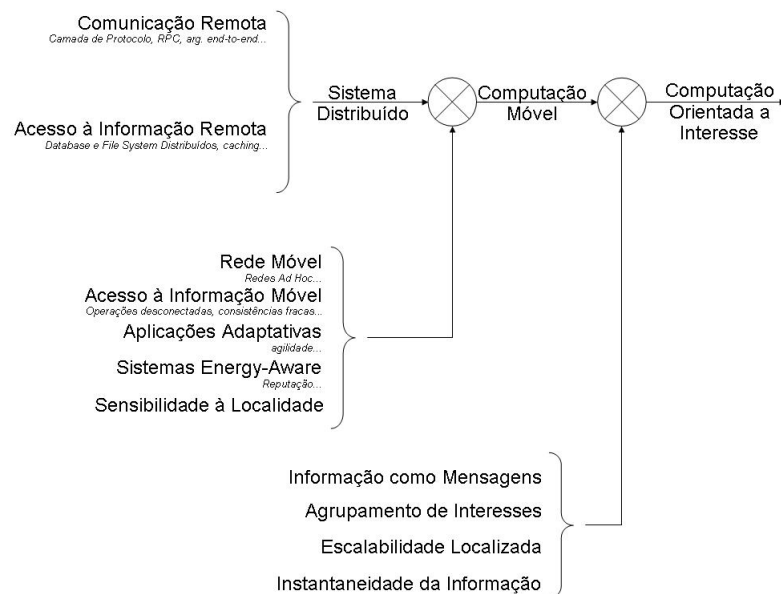 Comunicação Remota
Camada de Protocolo, RPC, arg. end-to-end...
Acesso à Informação Remota
Database e File System Distribuídos, caching...
Sistema
Distribuído
Computação
Móvel
Computação
Orientada a
Interesse
Rede Móvel
Redes Ad Hoc...
Acesso à Informação Móvel
Operações desconectadas, consistências fracas...
Aplicações Adaptativas
agilidade...
Sistemas Energy-Aware
Reputação...
Sensibilidade à Localidade
Informação como Mensagens
Agrupamento de Interesses
Escalabilidade Localizada
Instantaneidade da Informação